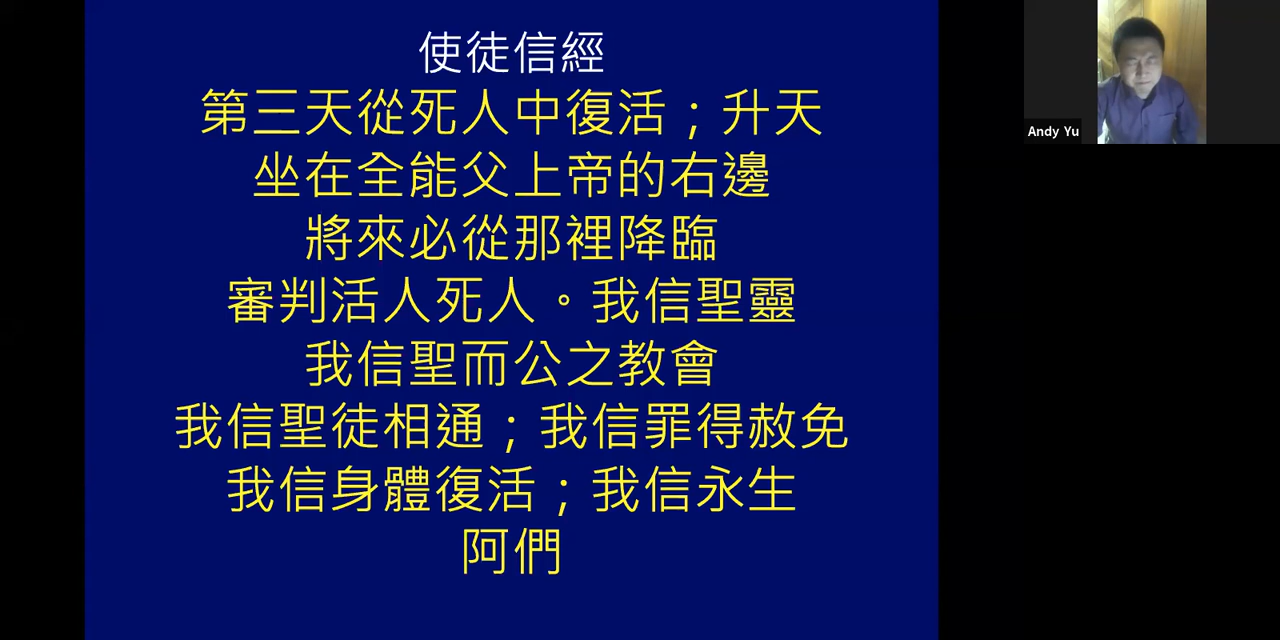 使徒信經
第三天從死人中復活；升天
坐在全能父上帝的右邊
將來必從那裡降臨
審判活人死人。我信聖靈
我信聖而公之教會
我信聖徒相通；我信罪得赦免
我信身體復活；我信永生
阿們
Andy Yu